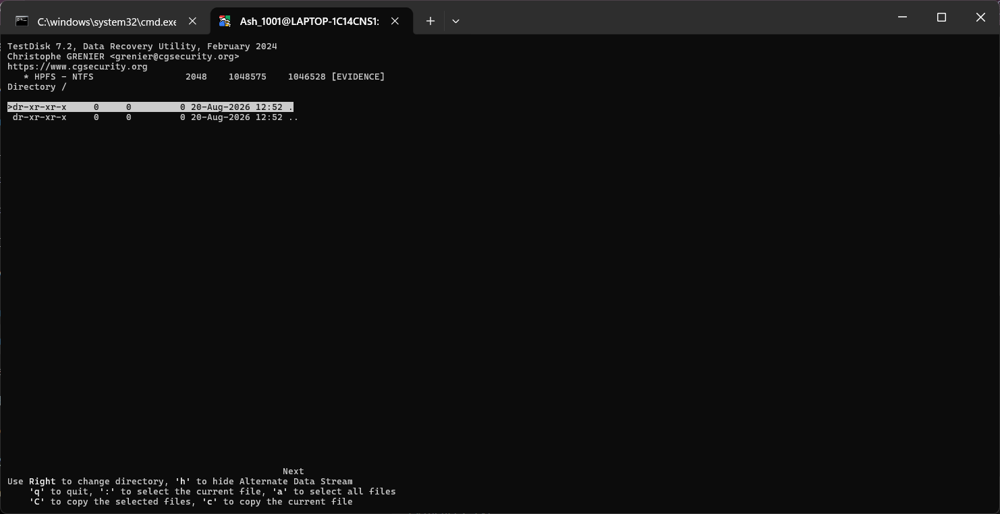 C:\windows\system32\cmd.exe
Ash_1001@LAPTOP-1C14CNS1:
TestDisk 7.2, Data Recovery Utility, February 2024
Christophe GRENIER <grenier@cgsecurity.org>
https://www.cgsecurity.org
   * HPFS - NTFS                 2048    1048575    1046528 [EVIDENCE]
Directory /
>dr-xr-xr-x     0     0         0 20-Aug-2026 12:52 .
 dr-xr-xr-x     0     0         0 20-Aug-2026 12:52 ..
Next
Use Right to change directory, 'h' to hide Alternate Data Stream
    'q' to quit, ':' to select the current file, 'a' to select all files
    'C' to copy the selected files, 'c' to copy the current file